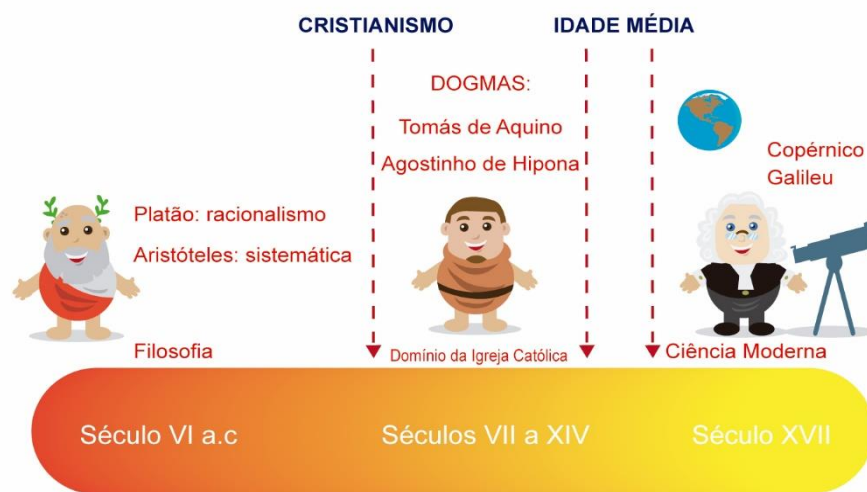 CRISTIANISMO
IDADE MÉDIA
DOGMAS:
Tomás de Aquino
Agostinho de Hipona
Copérnico
Galileu
Platão: racionalismo
Aristóteles: sistemática
Filosofia
Domínio da Igreja Católica
Ciência Moderna
Século VI a.c
Séculos VII a XIV
Século XVII